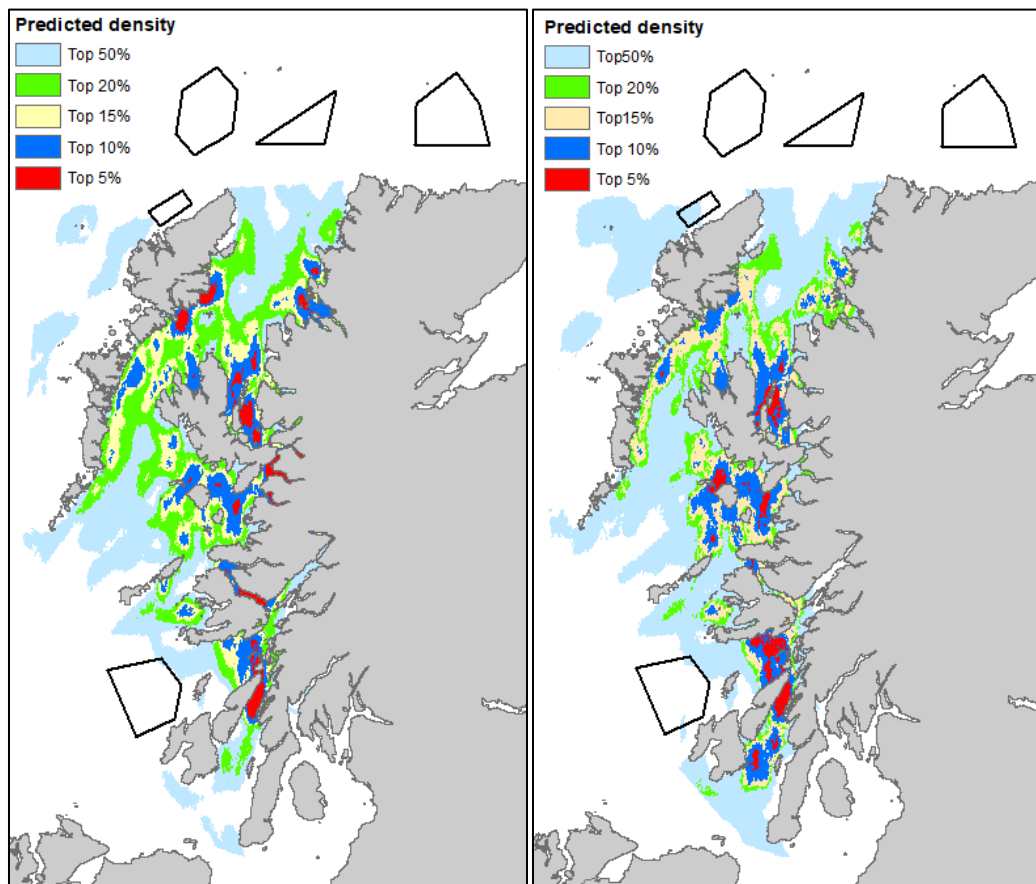 Predicted density
Top 50%
Top 20%
Top 15%
Top 10%
Top 5%
Predicted density
Top50%
Top 20%
Top15%
Top 10%
Top 5%